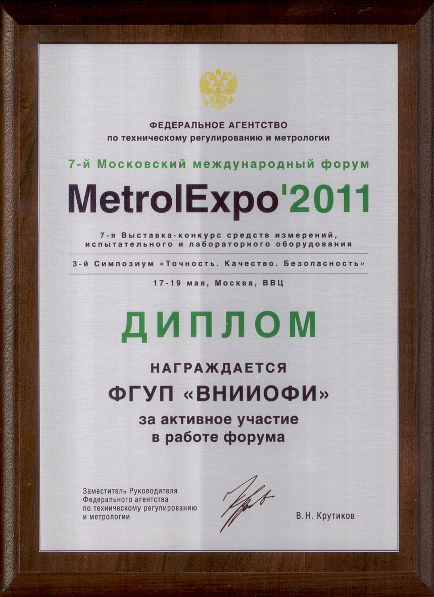 ФЕДЕРАЛЬНОЕ АГЕНТСТВО
по техническому регулированию и метрологии
7-й Московский международный форум
MetrolExpo'2011
7-я Выставка-конкурс средств измерений,
испытательного и лабораторного оборудования
3-й Симпозиум «Точность. Качество. Безопасность»
17-19 мая, Москва, ВВЦ
ДИПЛОМ
НАГРАЖДАЕТСЯ
ФГУП «ВНИИОФИ»
за активное участие
в работе форума
Заместитель Руководителя
Федерального агентства
по техническому регулированию
и метрологии
В.Н. Крутиков